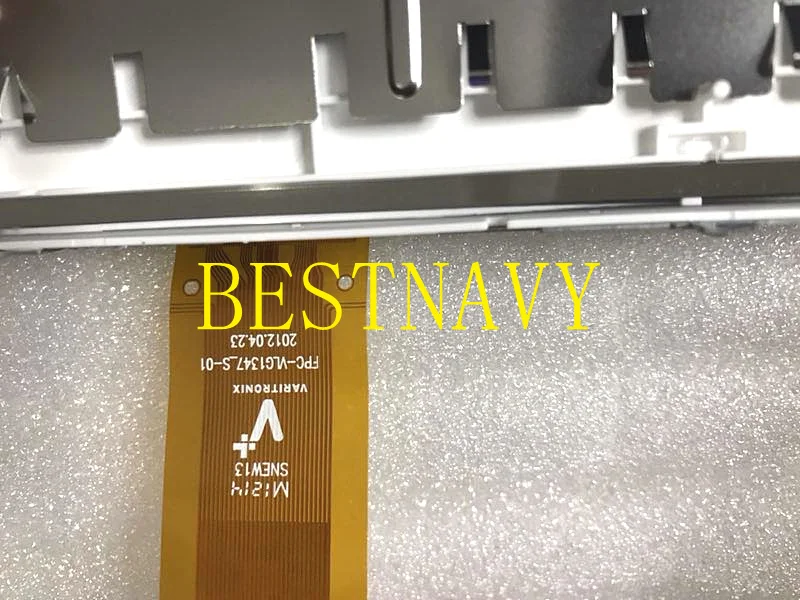 BESTNAVY
2012.04.23
FPC-VLG1347_S-01
VARITRONIX
V+
SNEW13
M1214